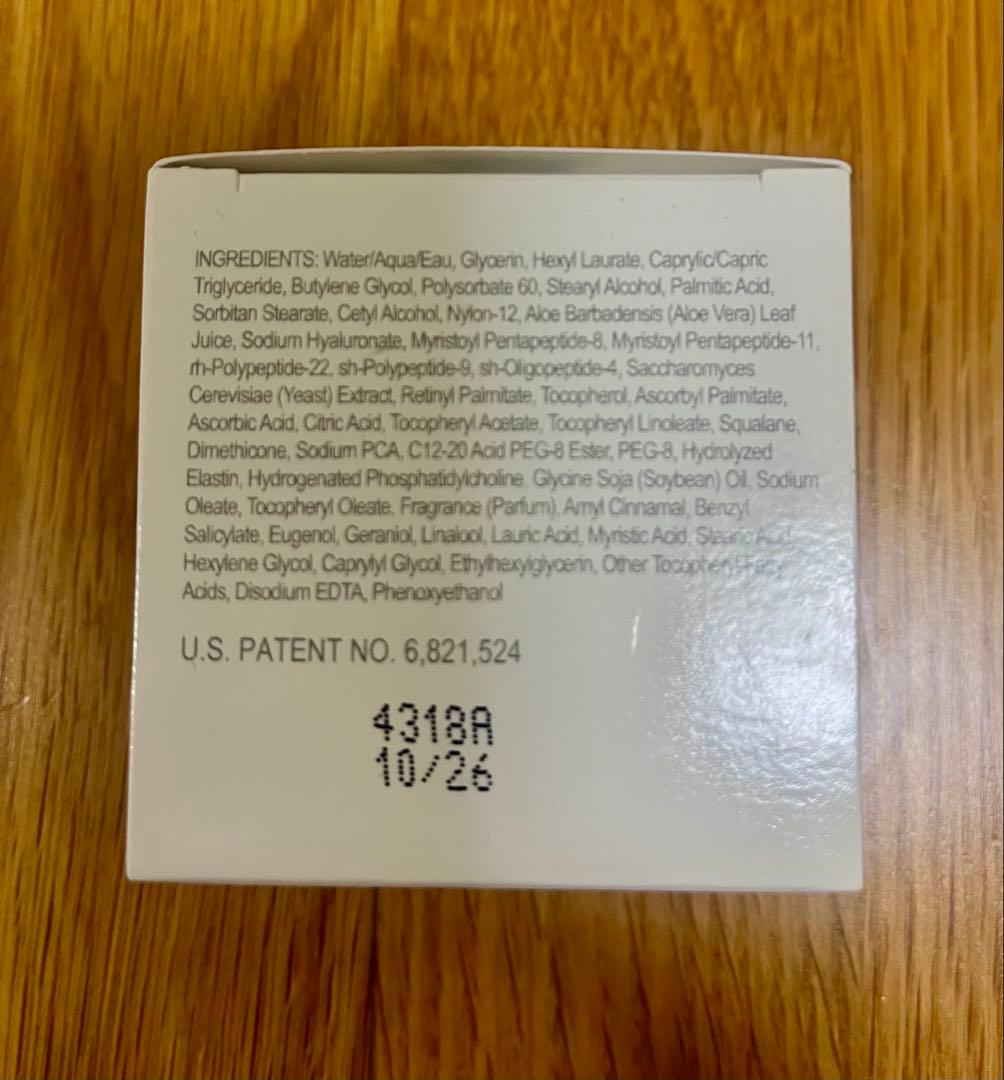 INGREDIENTS: Water/Aqua/Eau, Glycerin, Hexyl Laurate, Caprylic/Capric
Triglyceride, Butylene Glycol, Polysorbate 60, Stearyl Alcohol, Palmitic Acid,
Sorbitan Stearate, Cetyl Alcohol, Nylon-12, Aloe Barbadensis (Aloe Vera) Leaf
Juice, Sodium Hyaluronate, Myristoyl Pentapeptide-8, Myristoyl Pentapeptide-11,
rh-Polypeptide-22, sh-Polypeptide-9, sh-Oligopeptide-4, Saccharomyces
Cerevisiae (Yeast) Extract, Retinyl Palmitate, Tocopherol, Ascorbyl Palmitate,
Ascorbic Acid, Citric Acid, Tocopheryl Acetate, Tocopheryl Linoleate, Squalane,
Dimethicone, Sodium PCA, C12-20 Acid PEG-8 Ester, PEG-8, Hydrolyzed
Elastin, Hydrogenated Phosphatidylcholine, Glycine Soja (Soybean) Oil, Sodium
Oleate, Tocopheryl Oleate, Fragrance (Parfum), Amyl Cinnamal, Benzyl
Salicylate, Eugenol, Geraniol, Linalool, Lauric Acid, Myristic Acid, Stearic Acid,
Hexylene Glycol, Caprylyl Glycol, Ethylhexylglycerin, Other Tocopheryl Fatty
Acids, Disodium EDTA, Phenoxyethanol
U.S. PATENT NO. 6,821,524
4318A
10/26